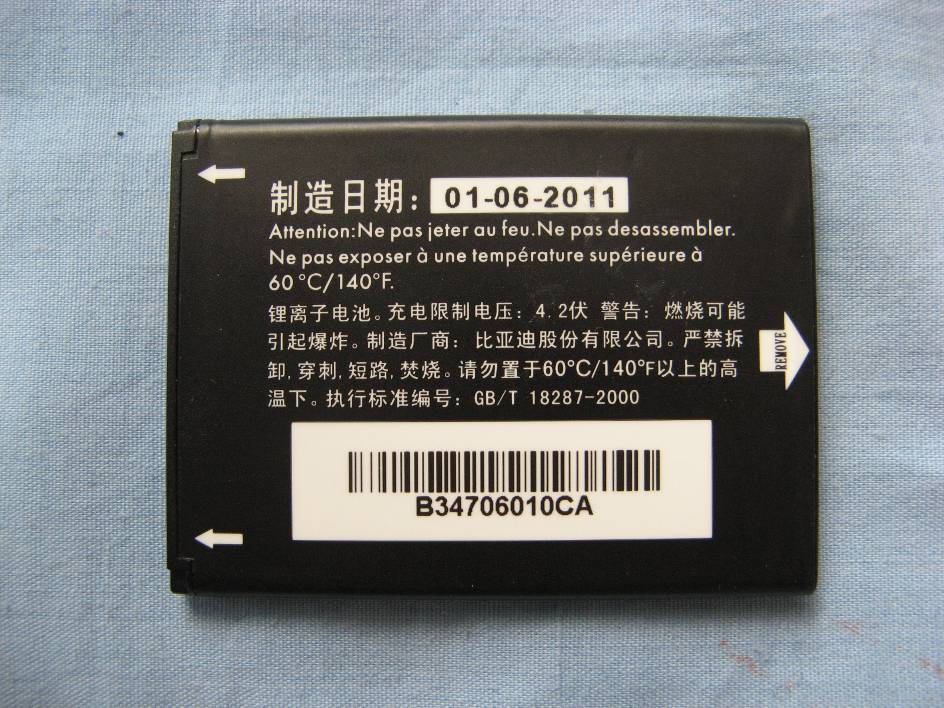 制造日期: 01-06-2011
Attention:Ne pas jeter au feu.Ne pas desassembler.
Ne pas exposer à une température supérieure à
60 °C/140°F.
锂离子电池。充电限制电压: 4.2伏 警告: 燃烧可能
引起爆炸。制造厂商: 比亚迪股份有限公司。严禁拆
卸,穿刺,短路,焚烧。请勿置于60℃/140℉以上的高
温下。执行标准编号: GB/T 18287-2000
REMOVE
B34706010CA